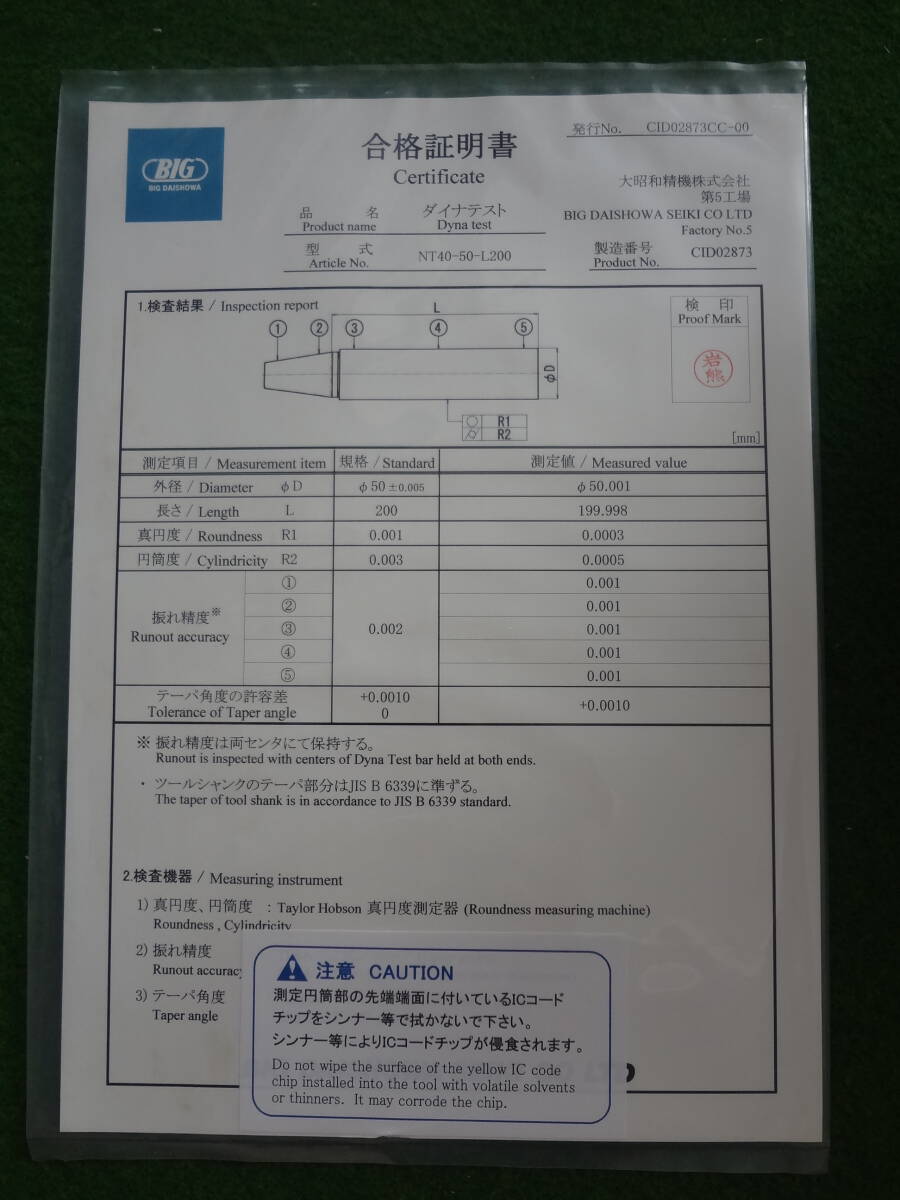 BIG
BIG DAISHOWA
合格証明書
Certificate
発行No. CID02873CC-00
大昭和精機株式会社
第5工場
BIG DAISHOWA SEIKI CO LTD
Factory No.5
品 名 ダイナテスト
Product name Dyna test
型 式
Article No. NT40-50-L200
製造番号 CID02873
Product No.
1.検査結果 / Inspection report
検 印
Proof Mark
岩熊
L
① ② ③ ④ ⑤
φD
R1
R2
[mm]
測定項目 / Measurement item 規格 / Standard 測定値 / Measured value
外径 / Diameter φD φ50±0.005 φ50.001
長さ / Length L 200 199.998
真円度 / Roundness R1 0.001 0.0003
円筒度 / Cylindricity R2 0.003 0.0005
振れ精度※
Runout accuracy
① 0.001
② 0.001
③ 0.002 0.001
④ 0.001
⑤ 0.001
テーパ角度の許容差 +0.0010
Tolerance of Taper angle 0 +0.0010
※ 振れ精度は両センタにて保持する。
Runout is inspected with centers of Dyna Test bar held at both ends.
・ ツールシャンクのテーパ部分はJIS B 6339に準ずる。
The taper of tool shank is in accordance to JIS B 6339 standard.
2.検査機器 / Measuring instrument
1) 真円度、円筒度 : Taylor Hobson 真円度測定器 (Roundness measuring machine)
Roundness , Cylindricity
2) 振れ精度
Runout accuracy
3) テーパ角度
Taper angle
注意 CAUTION
測定円筒部の先端端面に付いているICコード
チップをシンナー等で拭かないで下さい。
シンナー等によりICコードチップが侵食されます。
Do not wipe the surface of the yellow IC code
chip installed into the tool with volatile solvents
or thinners. It may corrode the chip.